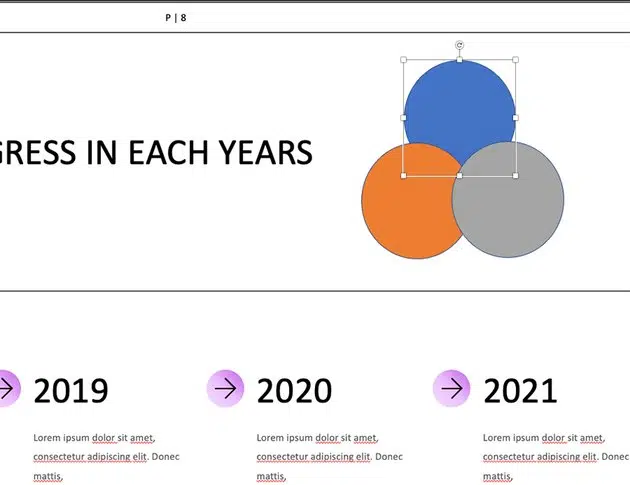 P | 8
GRESS IN EACH YEARS
2019
2020
2021
Lorem ipsum dolor sit amet,
consectetur adipiscing elit. Donec
mattis,
Lorem ipsum dolor sit amet,
consectetur adipiscing elit. Donec
mattis,
Lorem ipsum dolor sit amet,
consectetur adipiscing elit. Donec
mattis,